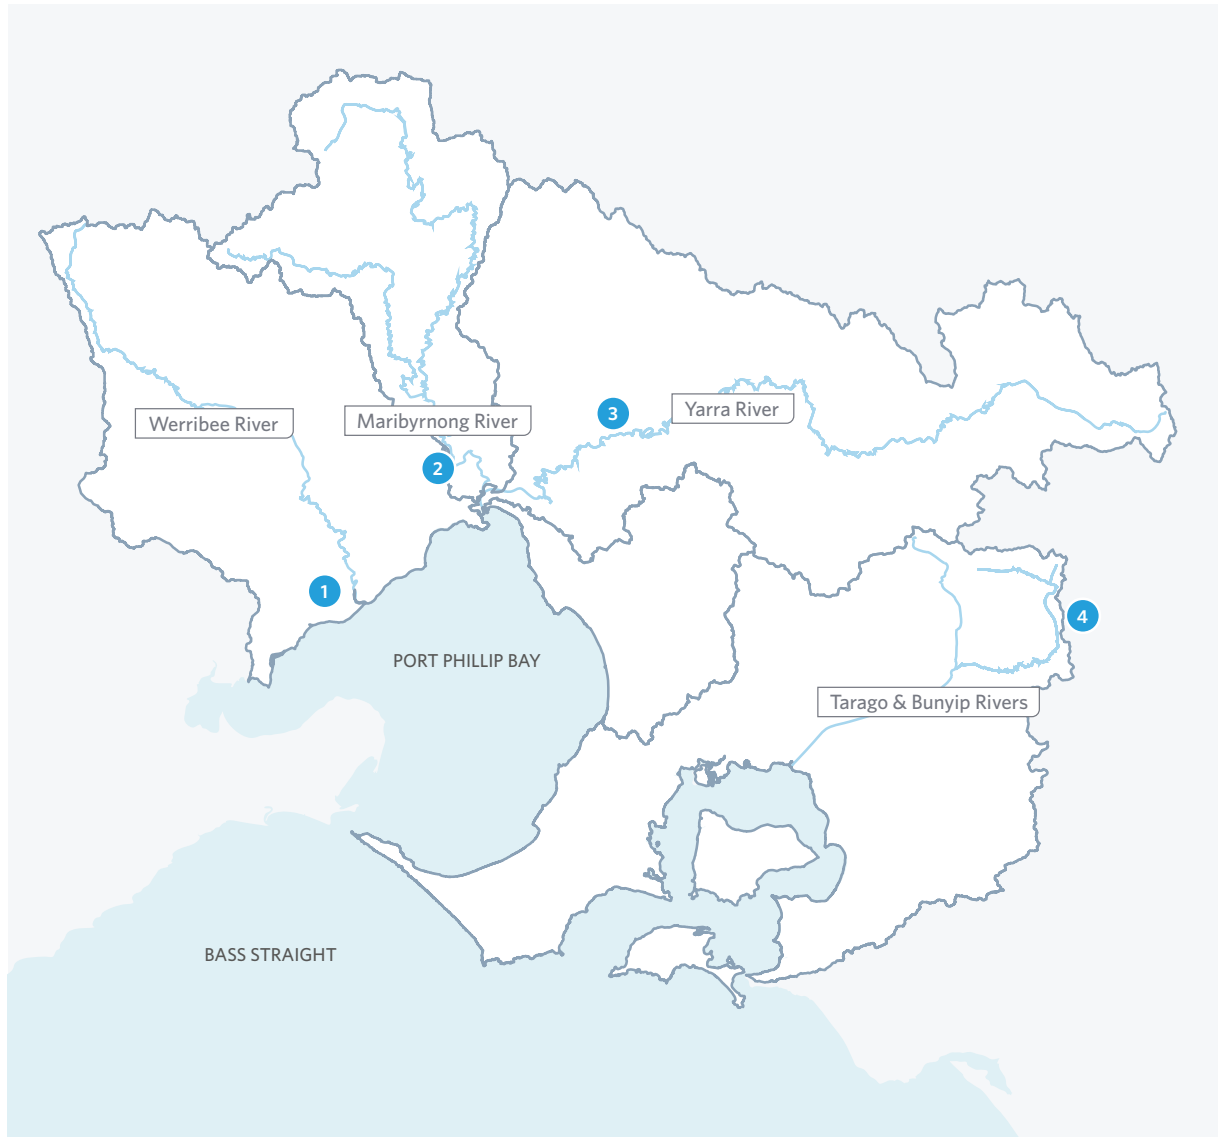 3
Yarra River
Maribyrnong River
Werribee River
2
1
4
PORT PHILLIP BAY
Tarago & Bunyip Rivers
BASS STRAIGHT